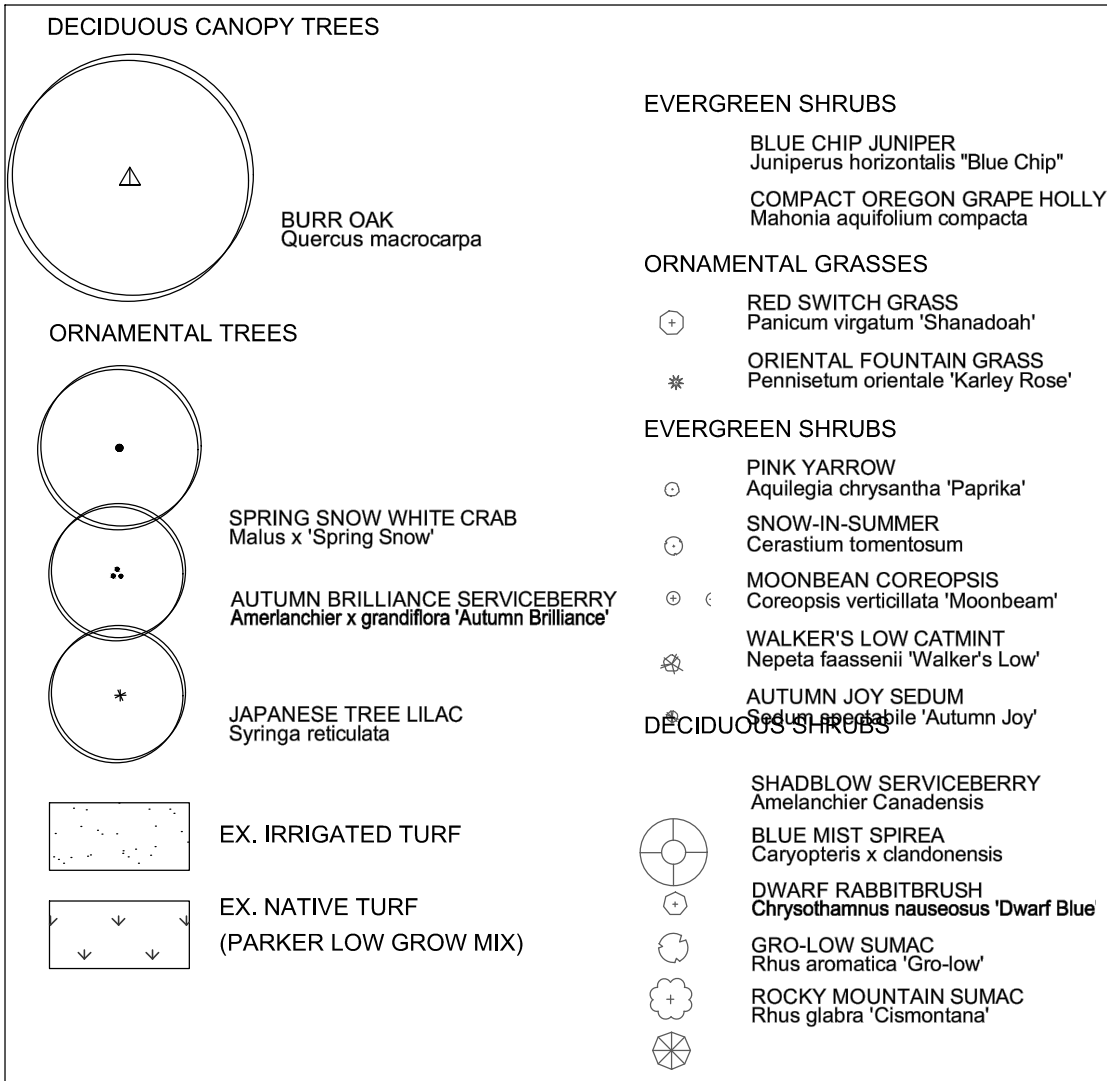 DECIDUOUS CANOPY TREES
BURR OAK
Quercus macrocarpa
ORNAMENTAL TREES
SPRING SNOW WHITE CRAB
Malus x 'Spring Snow'
AUTUMN BRILLIANCE SERVICEBERRY
Amerlanchier x grandiflora 'Autumn Brilliance'
JAPANESE TREE LILAC
Syringa reticulata
EX. IRRIGATED TURF
EX. NATIVE TURF
(PARKER LOW GROW MIX)
EVERGREEN SHRUBS
BLUE CHIP JUNIPER
Juniperus horizontalis "Blue Chip"
COMPACT OREGON GRAPE HOLLY
Mahonia aquifolium compacta
ORNAMENTAL GRASSES
RED SWITCH GRASS
Panicum virgatum 'Shanadoah'
ORIENTAL FOUNTAIN GRASS
Pennisetum orientale 'Karley Rose'
EVERGREEN SHRUBS
PINK YARROW
Aquilegia chrysantha 'Paprika'
SNOW-IN-SUMMER
Cerastium tomentosum
MOONBEAN COREOPSIS
Coreopsis verticillata 'Moonbeam'
WALKER'S LOW CATMINT
Nepeta faassenii 'Walker's Low'
AUTUMN JOY SEDUM
Sedum spectabile 'Autumn Joy'
DECIDUOUS SHRUBS
SHADBLOW SERVICEBERRY
Amelanchier Canadensis
BLUE MIST SPIREA
Caryopteris x clandonensis
DWARF RABBITBRUSH
Chrysothamnus nauseosus 'Dwarf Blue'
GRO-LOW SUMAC
Rhus aromatica 'Gro-low'
ROCKY MOUNTAIN SUMAC
Rhus glabra 'Cismontana'